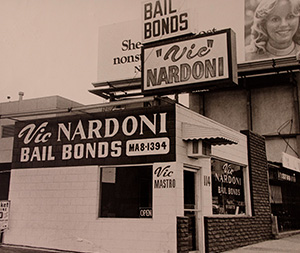 BAIL
BONDS
She
nons
N
"Vic"
NARDONI
Vic NARDONI
BAIL BONDS MA8-1394
Vic
MASTRO
OPEN
114
Vic
NARDONI
BAIL BONDS